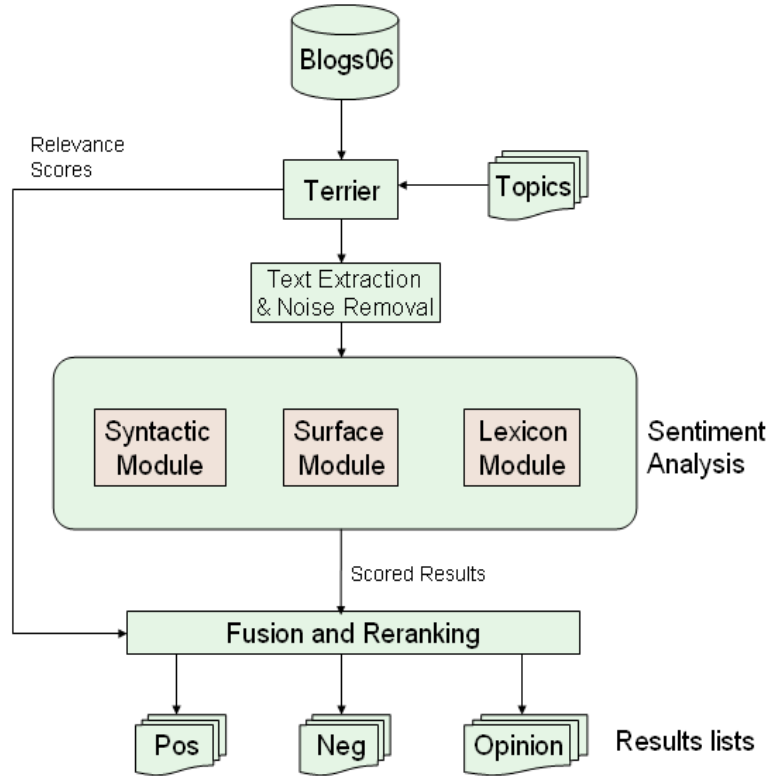 Blogs06
Relevance
Scores
Terrier
Topics
Text Extraction
& Noise Removal
Syntactic
Module
Surface
Module
Lexicon
Module
Sentiment
Analysis
Scored Results
Fusion and Reranking
Pos
Neg
Opinion
Results lists